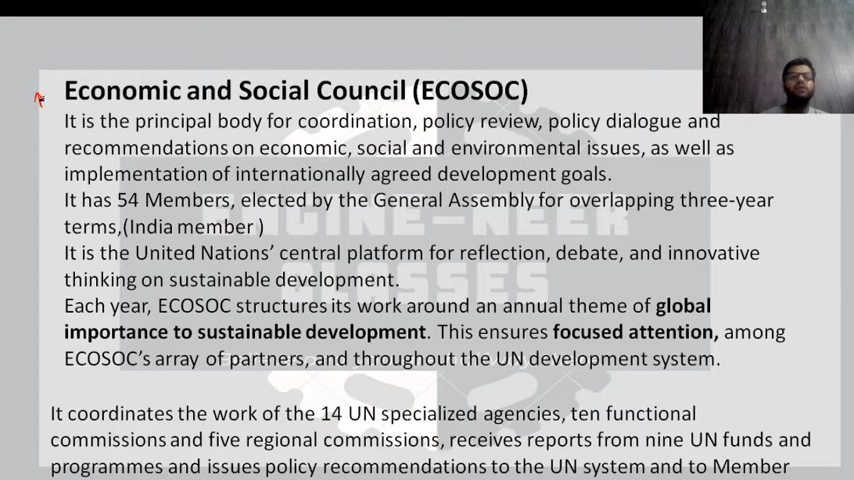 Economic and Social Council (ECOSOC)
It is the principal body for coordination, policy review, policy dialogue and
recommendations on economic, social and environmental issues, as well as
implementation of internationally agreed development goals.
It has 54 Members, elected by the General Assembly for overlapping three-year
terms,(India member )
It is the United Nations’ central platform for reflection, debate, and innovative
thinking on sustainable development.
Each year, ECOSOC structures its work around an annual theme of global
importance to sustainable development. This ensures focused attention, among
ECOSOC’s array of partners, and throughout the UN development system.
It coordinates the work of the 14 UN specialized agencies, ten functional
commissions and five regional commissions, receives reports from nine UN funds and
programmes and issues policy recommendations to the UN system and to Member
ENGINE-NEER
CLASSES